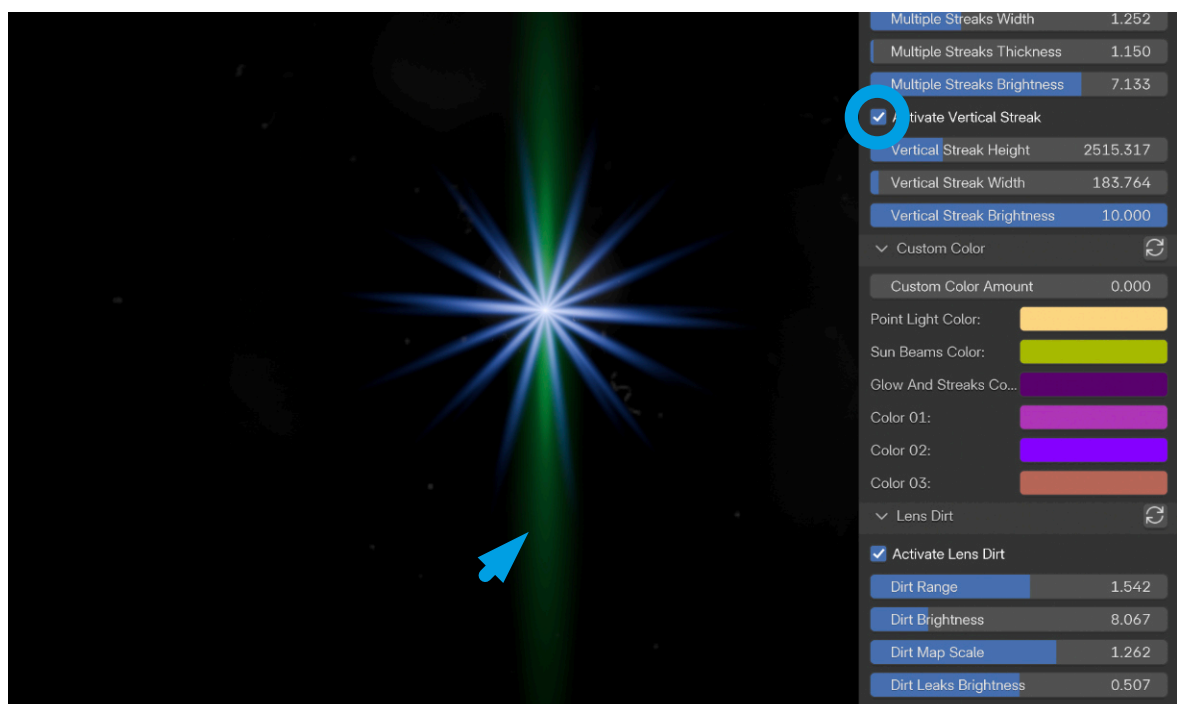 Multiple Streaks Width 1.252
Multiple Streaks Thickness 1.150
Multiple Streaks Brightness 7.133
Activate Vertical Streak
Vertical Streak Height 2515.317
Vertical Streak Width 183.764
Vertical Streak Brightness 10.000
Custom Color
Custom Color Amount 0.000
Point Light Color:
Sun Beams Color:
Glow And Streaks Co...
Color 01:
Color 02:
Color 03:
Lens Dirt
Activate Lens Dirt
Dirt Range 1.542
Dirt Brightness 8.067
Dirt Map Scale 1.262
Dirt Leaks Brightness 0.507